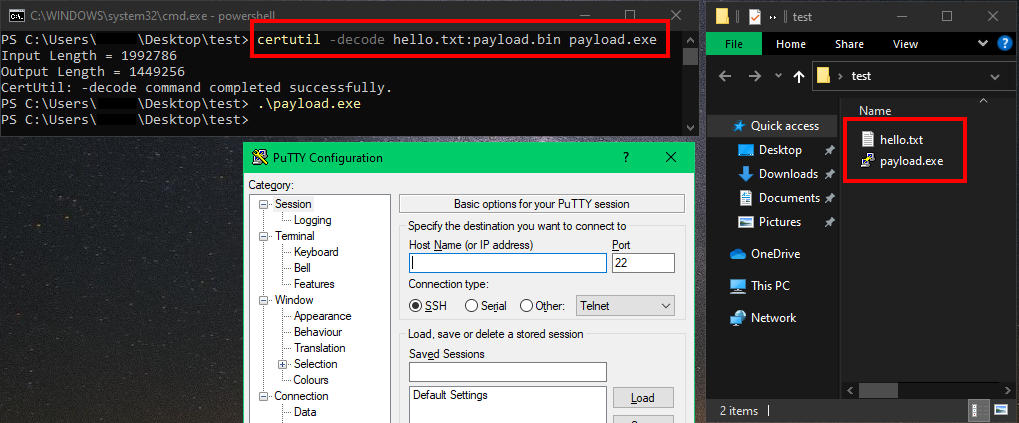 C:\WINDOWS\system32\cmd.exe - powershell
PS C:\Users\ \Desktop\test> certutil -decode hello.txt:payload.bin payload.exe
Input Length = 1992786
Output Length = 1449256
CertUtil: -decode command completed successfully.
PS C:\Users\ \Desktop\test> .\payload.exe
PS C:\Users\ \Desktop\test>
PuTTY Configuration
Category:
Session
Logging
Terminal
Keyboard
Bell
Features
Window
Appearance
Behaviour
Translation
Selection
Colours
Connection
Data
Basic options for your PuTTY session
Specify the destination you want to connect to
Host Name (or IP address) Port
22
Connection type:
SSH Serial Other: Telnet
Load, save or delete a stored session
Saved Sessions
Default Settings
Load
test
File Home Share View
test
Name
Quick access
Desktop
Downloads
Documents
Pictures
OneDrive
This PC
Network
hello.txt
payload.exe
2 items